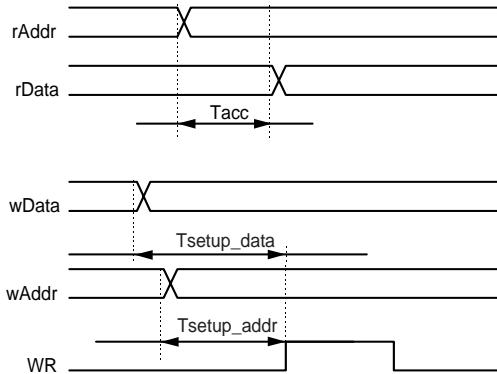 rAddr
rData
Tacc
wData
Tsetup_data
wAddr
Tsetup_addr
WR